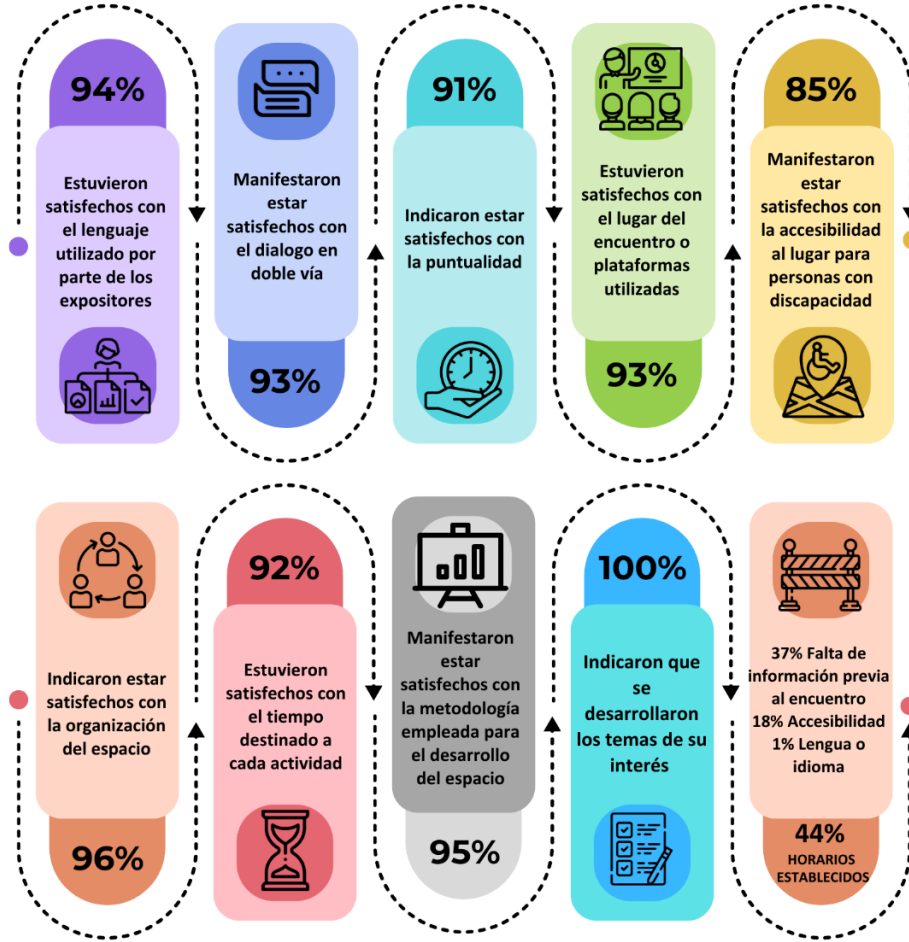 94%
Estuvieron
satisfechos con
el lenguaje
utilizado por
parte de los
expositores
Manifestaron
estar
satisfechos con
el dialogo en
doble vía
93%
91%
Indicaron estar
satisfechos con
la puntualidad
Estuvieron
satisfechos con
el lugar del
encuentro o
plataformas
utilizadas
93%
85%
Manifestaron
estar
satisfechos con
la accesibilidad
al lugar para
personas con
discapacidad
Indicaron estar
satisfechos con
la organización
del espacio
96%
92%
Estuvieron
satisfechos con
el tiempo
destinado a
cada actividad
Manifestaron
estar
satisfechos con
la metodología
empleada para
el desarrollo
del espacio
95%
100%
Indicaron que
se
desarrollaron
los temas de su
interés
37% Falta de
información previa
al encuentro
18% Accesibilidad
1% Lengua o
idioma
44%
HORARIOS
ESTABLECIDOS